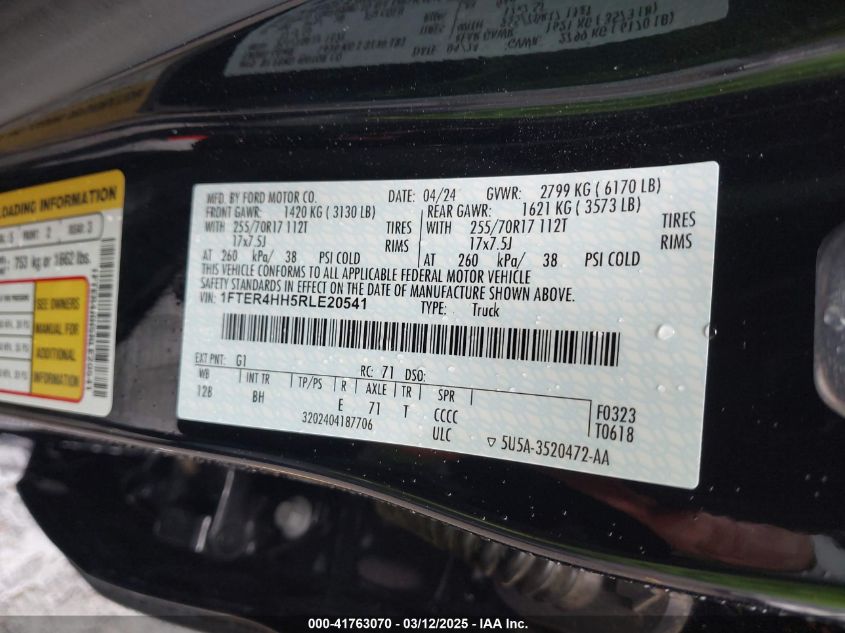 MFD. BY FORD MOTOR CO.
DATE: 04/24 GVWR: 2799 KG ( 6170 LB)
FRONT GAWR: 1420 KG ( 3130 LB)
REAR GAWR: 1621 KG ( 3573 LB)
WITH 255/70R17 112T TIRES
WITH 255/70R17 112T TIRES
17x7.5J RIMS
17x7.5J RIMS
AT 260 kPa/ 38 PSI COLD
AT 260 kPa/ 38 PSI COLD
THIS VEHICLE CONFORMS TO ALL APPLICABLE FEDERAL MOTOR VEHICLE
SAFETY STANDARDS IN EFFECT ON THE DATE OF MANUFACTURE SHOWN ABOVE.
VIN: 1FTER4HH5RLE20541
TYPE: Truck
EXT PNT: G1 RC: 71 DSO:
WB INT TR TP/PS R AXLE TR SPR
128 BH E 71 T CCCC
3202404187706 ULC
F0323
T0618
5U5A-3520472-AA
LOADING INFORMATION
753 kg or 1662 lbs.
SEE OWNERS
MANUAL FOR
ADDITIONAL
INFORMATION
1FTER4HH5RLE20541
000-41763070 - 03/12/2025 - IAA Inc.